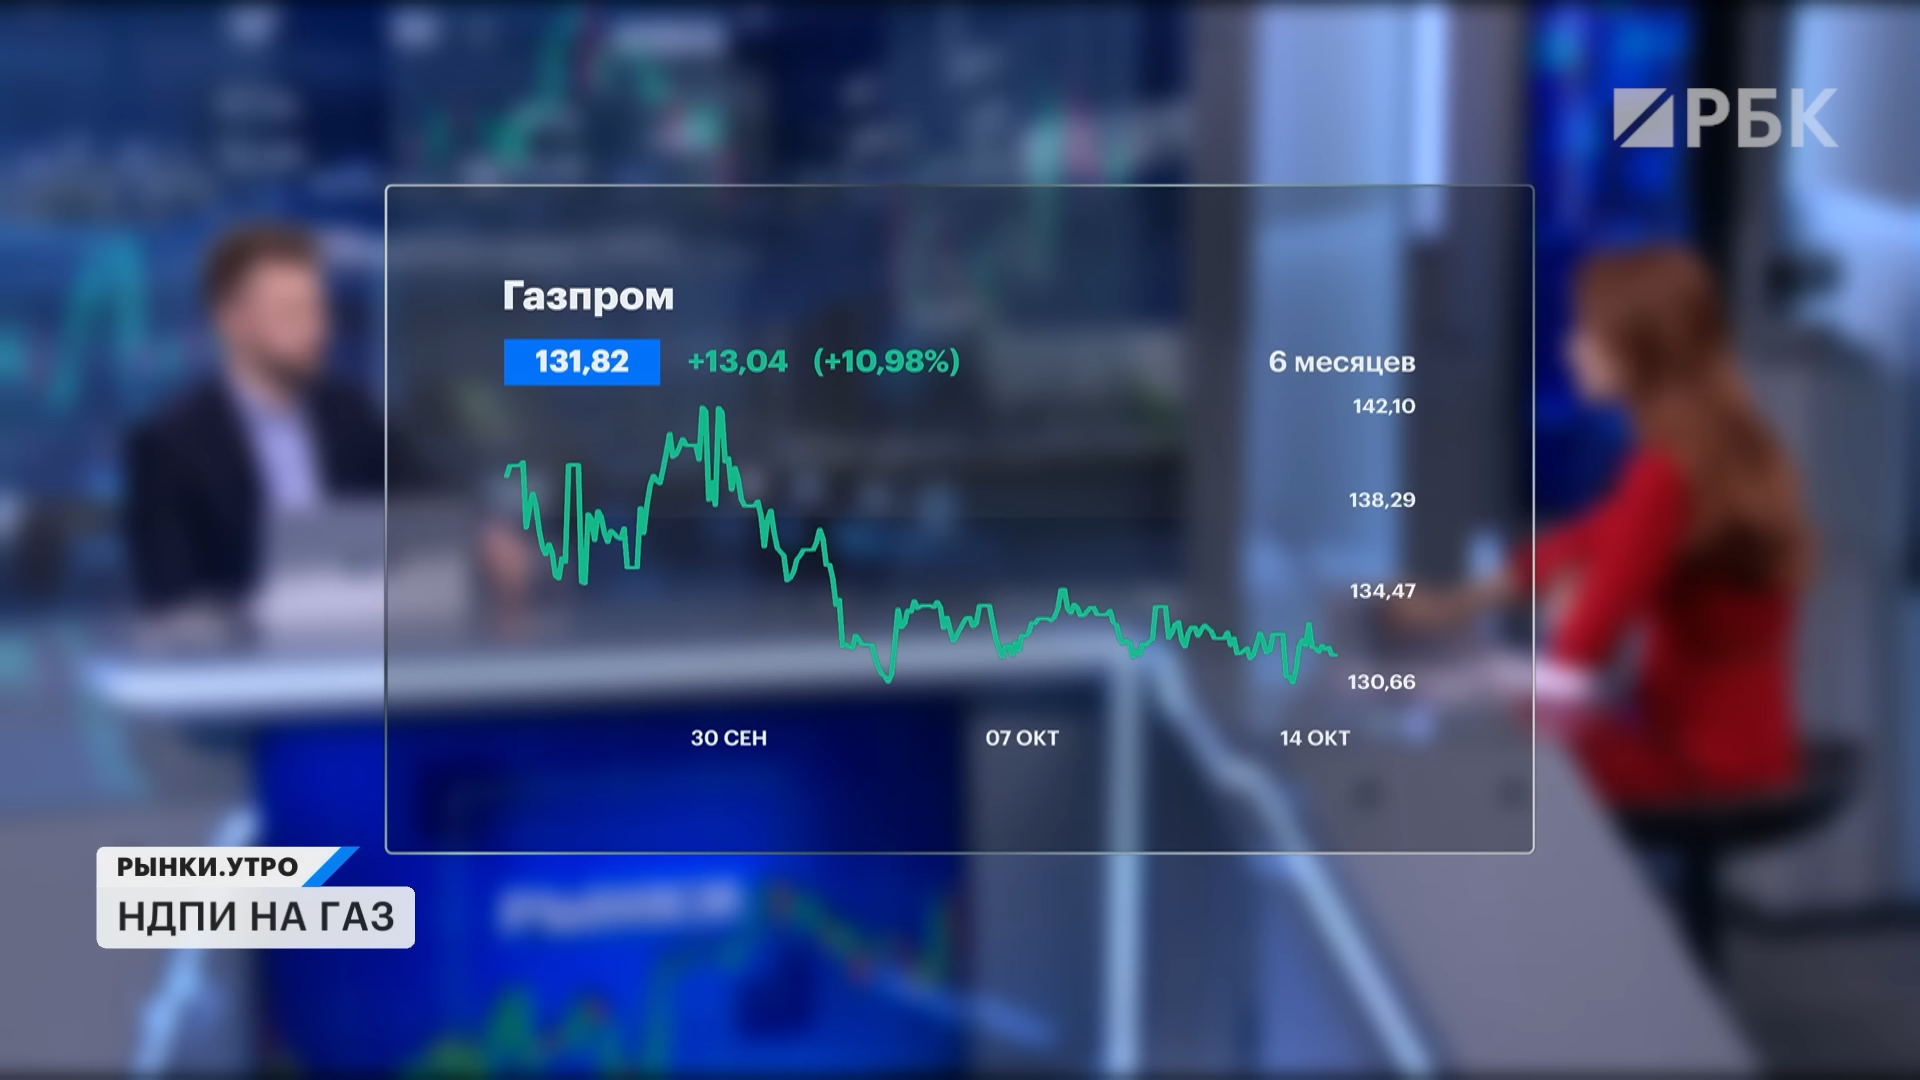 РБК
Газпром
131,82 +13,04 (+10,98%) 6 месяцев
142,10
138,29
134,47
130,66
30 СЕН 07 ОКТ 14 ОКТ
РЫНКИ.УТРО
НДПИ НА ГАЗ
РЫНКИ